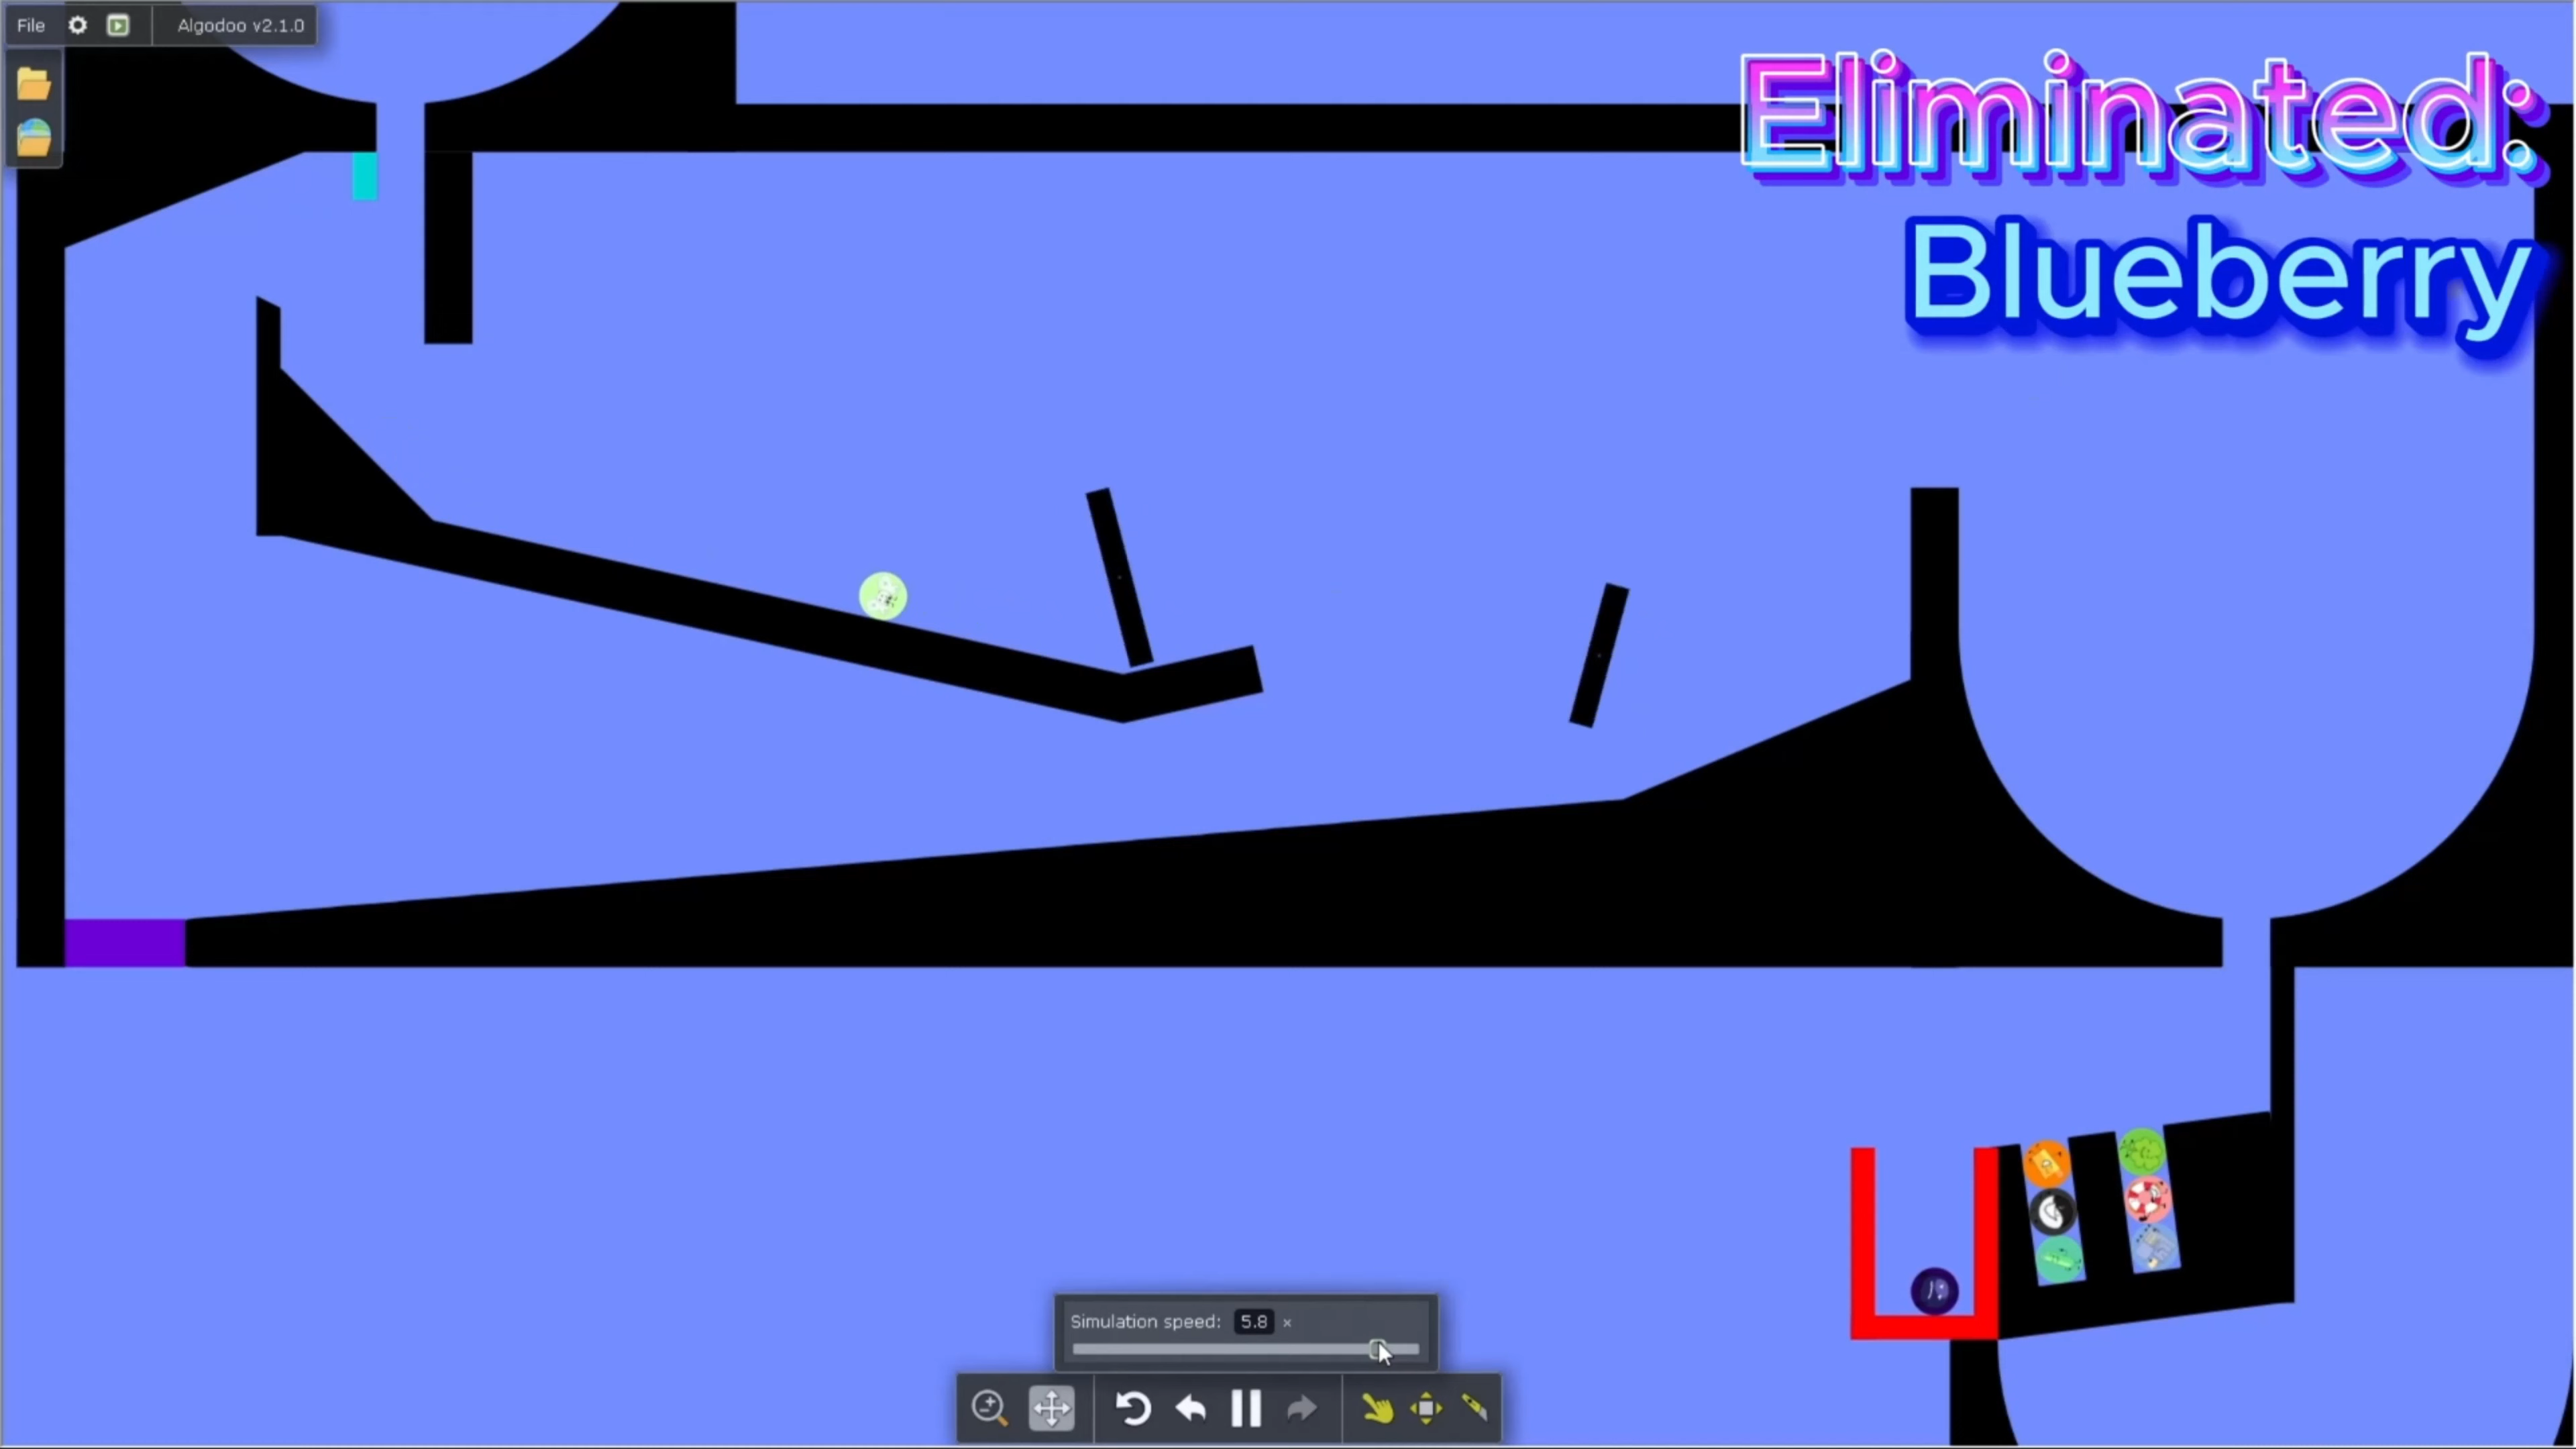 File
Algodoo v2.1.0
Eliminated:
Blueberry
Simulation speed: 5.8 ×